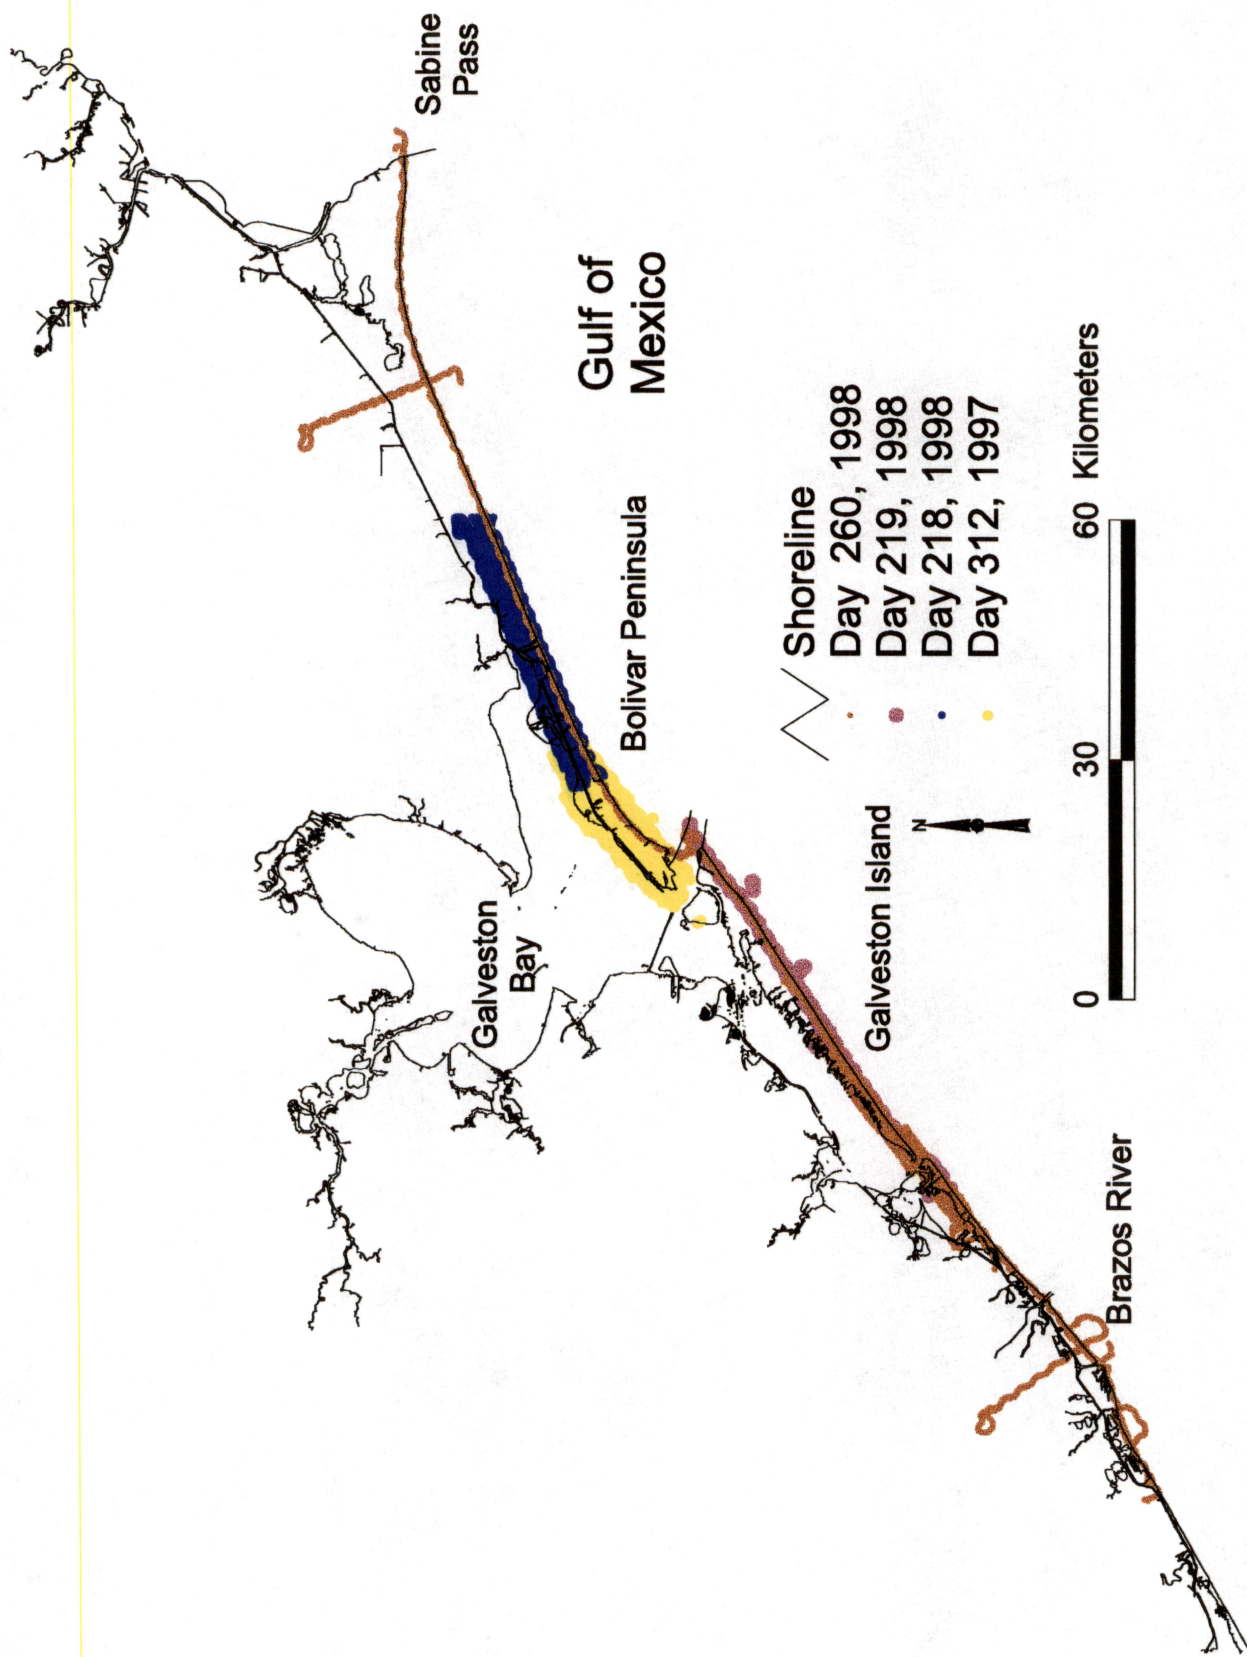 Sabine
Pass
Gulf of
Mexico
Bolivar Peninsula
Galveston
Bay
Galveston Island
Brazos River
Shoreline
Day 260, 1998
Day 219, 1998
Day 218, 1998
Day 312, 1997
N
0 30 60 Kilometers